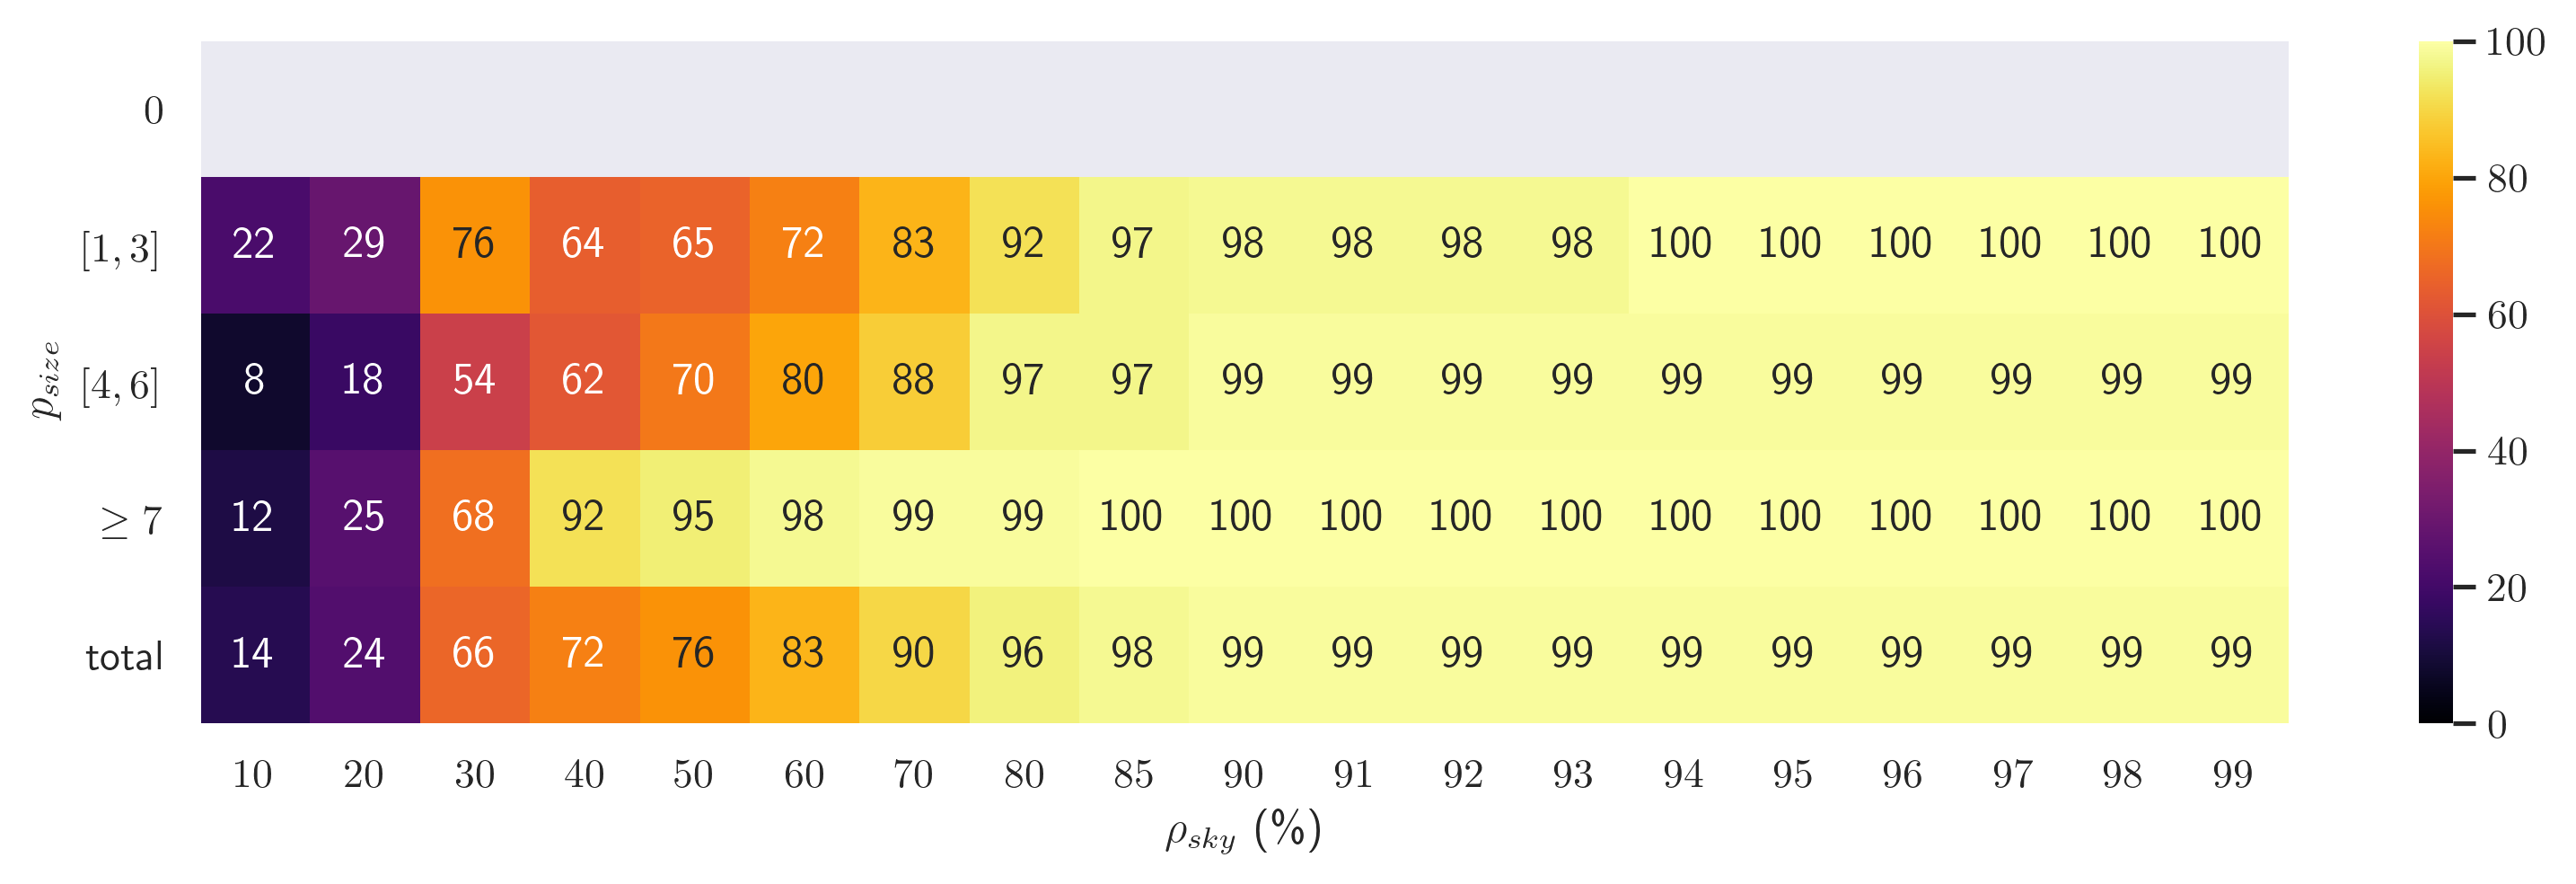 0
[1, 3] 22 29 76 64 65 72 83 92 97 98 98 98 98 100 100 100 100 100 100
[4, 6] 8 18 54 62 70 80 88 97 97 99 99 99 99 99 99 99 99 99 99
≥ 7 12 25 68 92 95 98 99 99 100 100 100 100 100 100 100 100 100 100 100
total 14 24 66 72 76 83 90 96 98 99 99 99 99 99 99 99 99 99 99
p_size
10 20 30 40 50 60 70 80 85 90 91 92 93 94 95 96 97 98 99
ρ_sky (%)
100
80
60
40
20
0